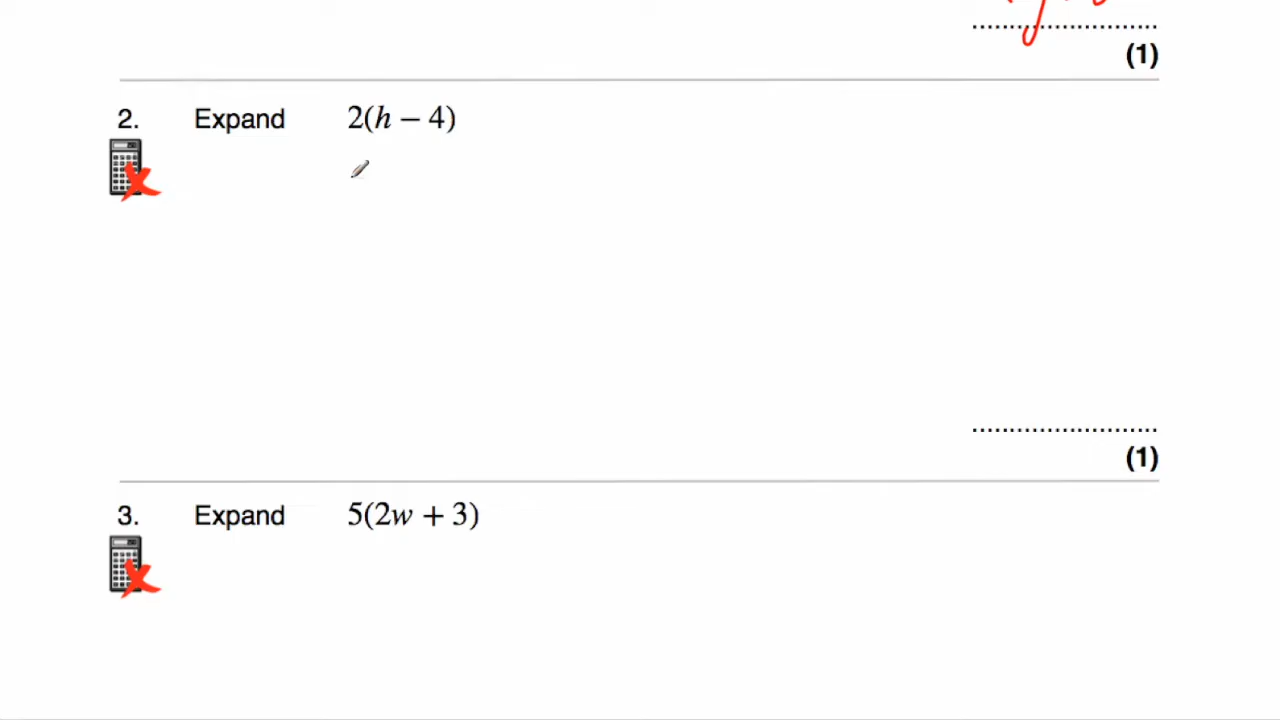 (1)
2. Expand 2(h − 4)
(1)
3. Expand 5(2w + 3)